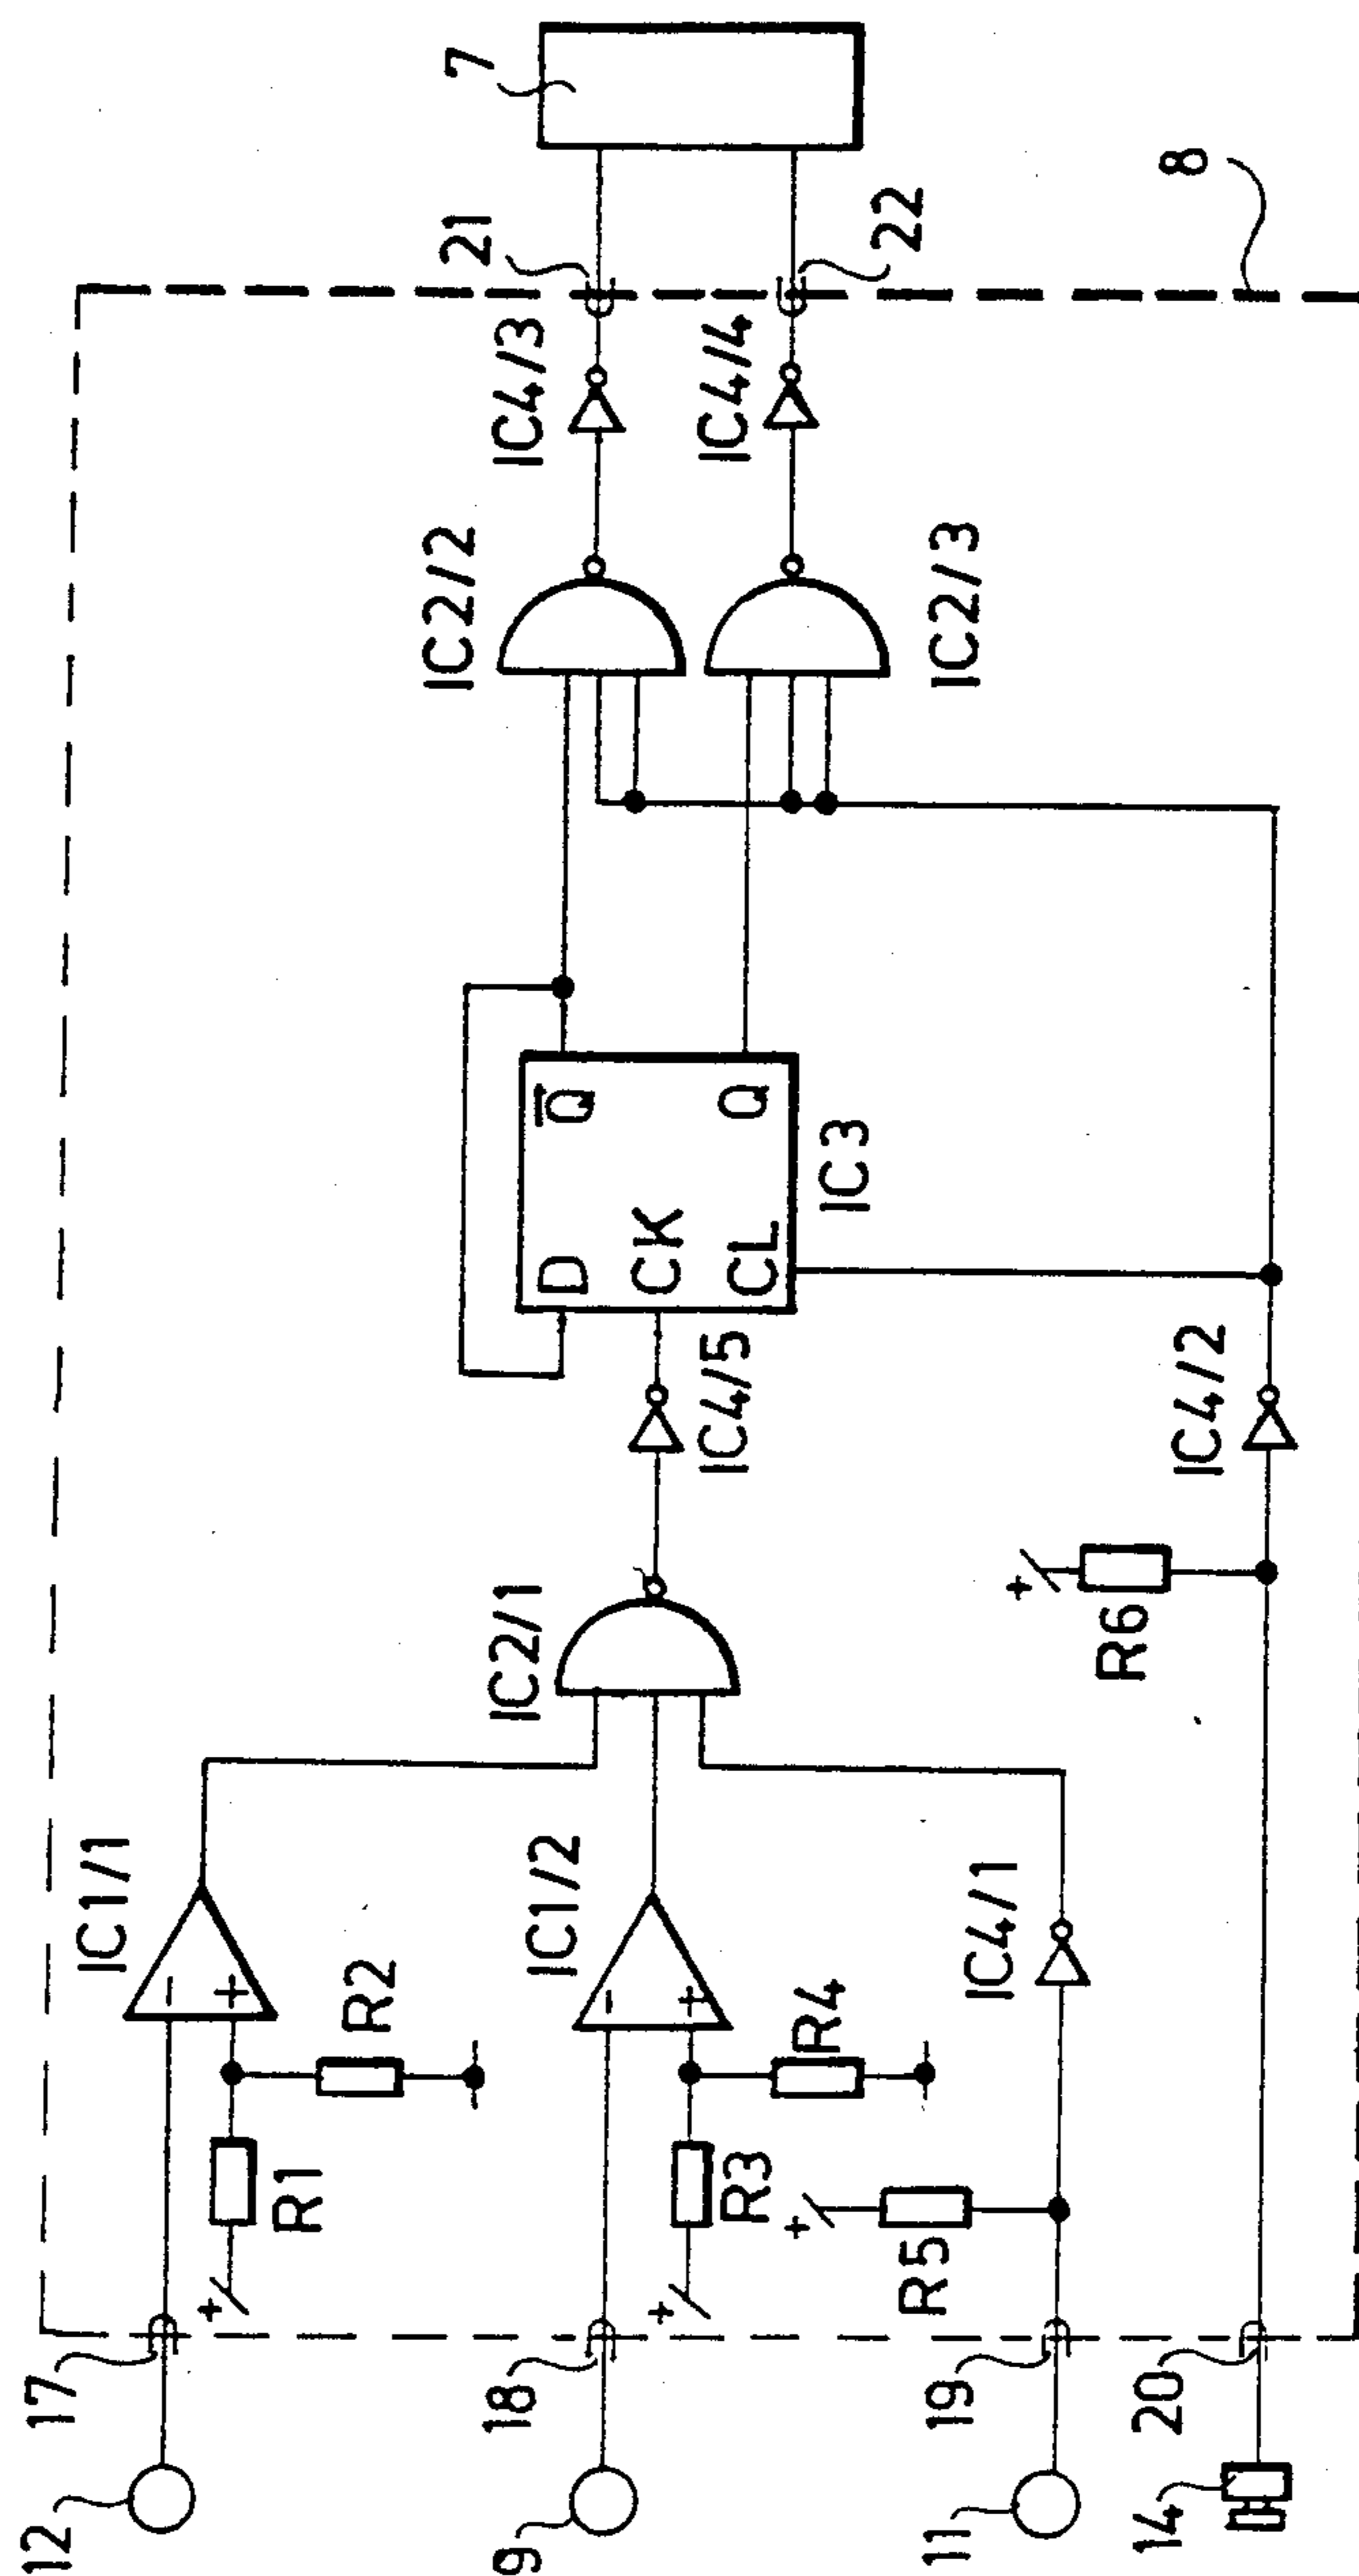 12
17
+
R1
R2
IC1/1
−
+
9
18
+
R3
R4
IC1/2
−
+
11
19
+
R5
IC4/1
14
20
+
R6
IC4/2
IC2/1
IC4/5
D
CK
CL
Q̅
Q
IC3
IC2/2
IC2/3
IC4/3
IC4/4
21
22
7
8